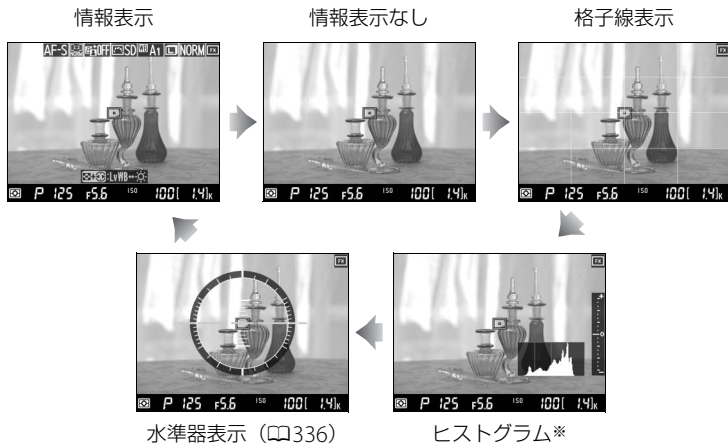 情報表示
情報表示なし
格子線表示
AF-S OFF SD WB A1 NORM FX
FX
LvWB
P 125 F5.6 ISO 100[ 1.4]k
P 125 F5.6 ISO 100[ 1.4]k
P 125 F5.6 ISO 100[ 1.4]k
FX
FX
P 125 F5.6 ISO 100[ 1.4]k
P 125 F5.6 ISO 100[ 1.4]k
水準器表示（336）
ヒストグラム※